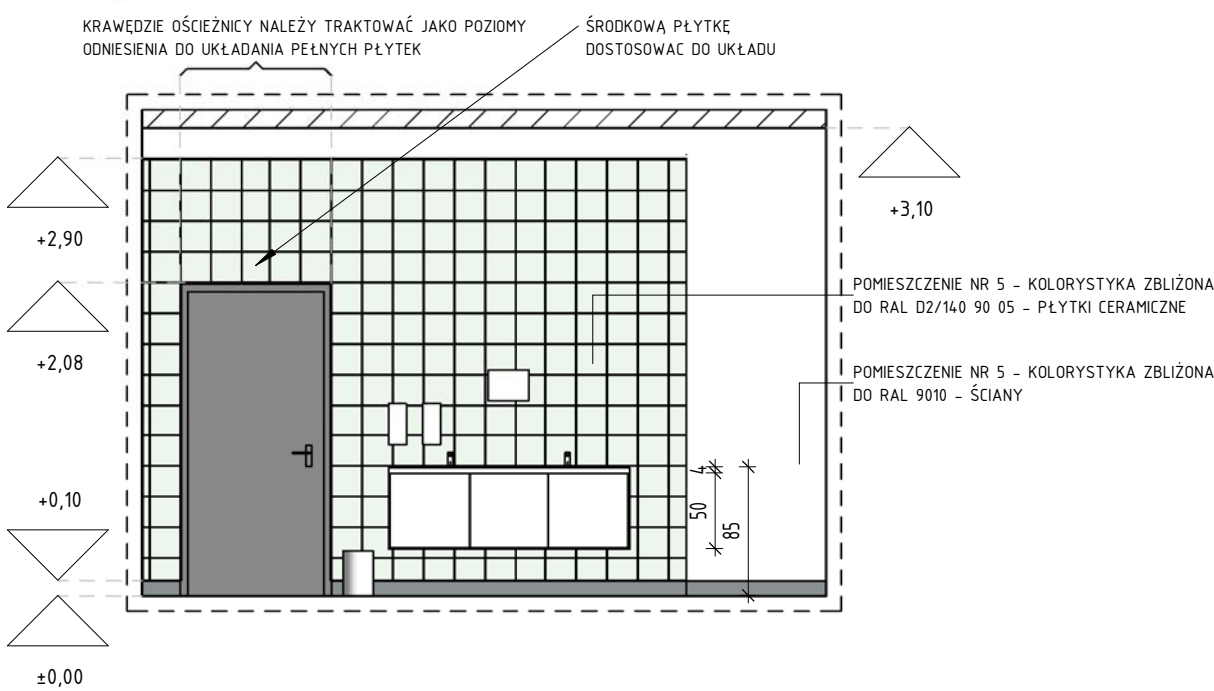 KRAWĘDZIE OŚCIEŻNICY NALEŻY TRAKTOWAĆ JAKO POZIOMY
ODNIESIENIA DO UKŁADANIA PEŁNYCH PŁYTEK
ŚRODKOWĄ PŁYTKĘ
DOSTOSOWAC DO UKŁADU
+2,90
+3,10
+2,08
POMIESZCZENIE NR 5 - KOLORYSTYKA ZBLIŻONA
DO RAL D2/140 90 05 - PŁYTKI CERAMICZNE
POMIESZCZENIE NR 5 - KOLORYSTYKA ZBLIŻONA
DO RAL 9010 - ŚCIANY
+0,10
4
50
85
±0,00